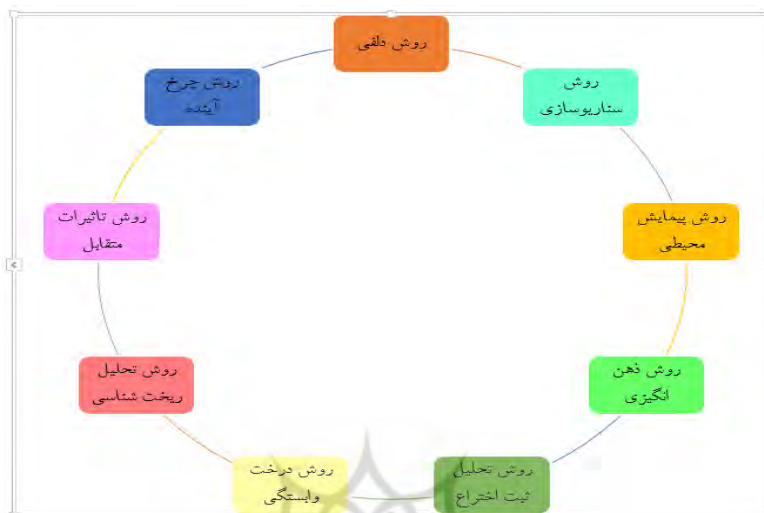 روش دلفی
روش
سناریوسازی
روش پیمایش
محیطی
روش ذهن
انگیزی
روش تحلیل
ثبت اختراع
روش درخت
وابستگی
روش تحلیل
ریخت شناسی
روش تاثیرات
متقابل
روش چرخ
آینده